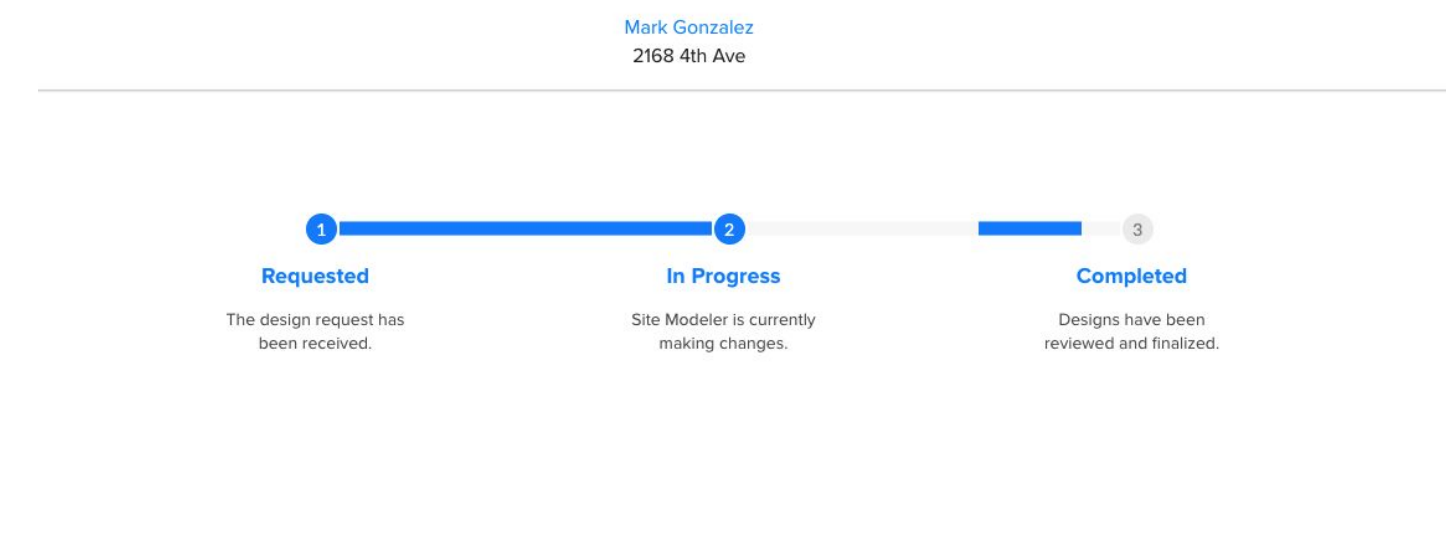 Mark Gonzalez
2168 4th Ave
1
2
3
Requested
In Progress
Completed
The design request has
been received.
Site Modeler is currently
making changes.
Designs have been
reviewed and finalized.